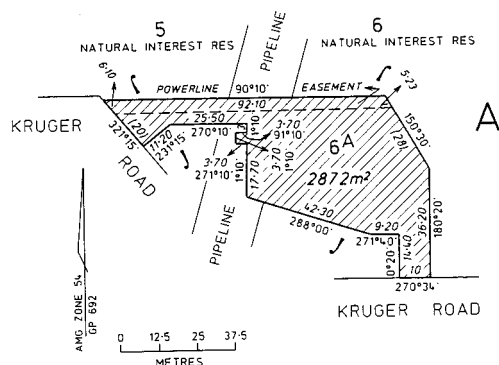 5
NATURAL INTEREST RES
PIPELINE
6
NATURAL INTEREST RES
6·10
POWERLINE
90°10'
EASEMENT
5·23
92·10
KRUGER
ROAD
(20)
321°15'
11·20
231°15'
25·50
270°10'
1°10'
3·70
91°10'
3·70
1°10'
3·70
271°10'
1°10'
17·70
6A
2872m²
150°30'
(28)
A
42·30
288°00'
9·20
271°40'
0°20'
14·40
36·20
180°20'
10
270°34'
PIPELINE
KRUGER ROAD
AMG ZONE 54
GP 692
0 12·5 25 37·5
METRES